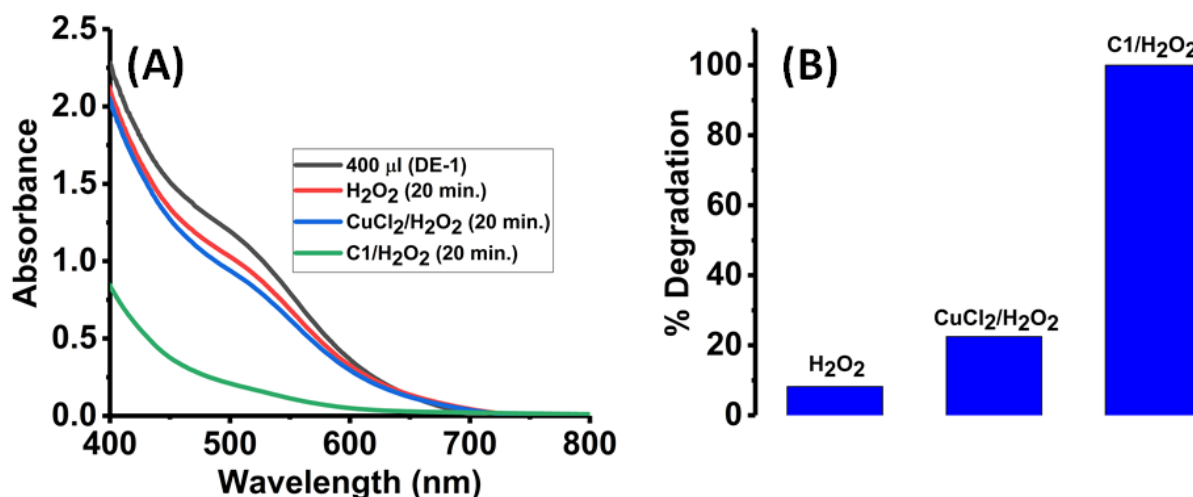 (A)
Absorbance
2.5
2.0
1.5
1.0
0.5
0.0
400 µl (DE-1)
H₂O₂ (20 min.)
CuCl₂/H₂O₂ (20 min.)
C1/H₂O₂ (20 min.)
400 500 600 700 800
Wavelength (nm)
(B)
% Degradation
100
80
60
40
20
0
H₂O₂
CuCl₂/H₂O₂
C1/H₂O₂